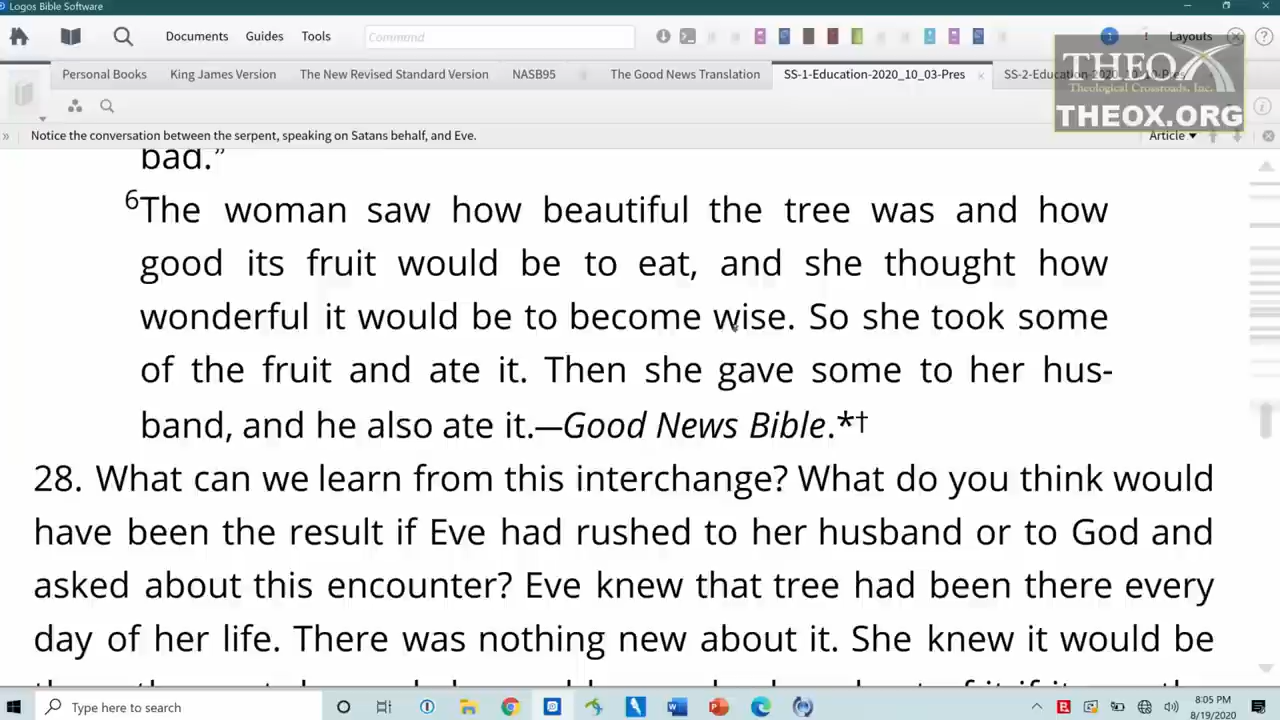 Logos Bible Software
Documents Guides Tools Command 1 Layouts
Personal Books King James Version The New Revised Standard Version NASB95 The Good News Translation SS-1-Education-2020_10_03-Pres SS-2-Education-2020_10_10-Pres
THEOX
Theological Crossroads, Inc.
THEOX.ORG
Notice the conversation between the serpent, speaking on Satans behalf, and Eve. Article
bad.”
6The woman saw how beautiful the tree was and how
good its fruit would be to eat, and she thought how
wonderful it would be to become wise. So she took some
of the fruit and ate it. Then she gave some to her hus-
band, and he also ate it.—Good News Bible.*†
28. What can we learn from this interchange? What do you think would
have been the result if Eve had rushed to her husband or to God and
asked about this encounter? Eve knew that tree had been there every
day of her life. There was nothing new about it. She knew it would be
Type here to search
8:05 PM
8/19/2020